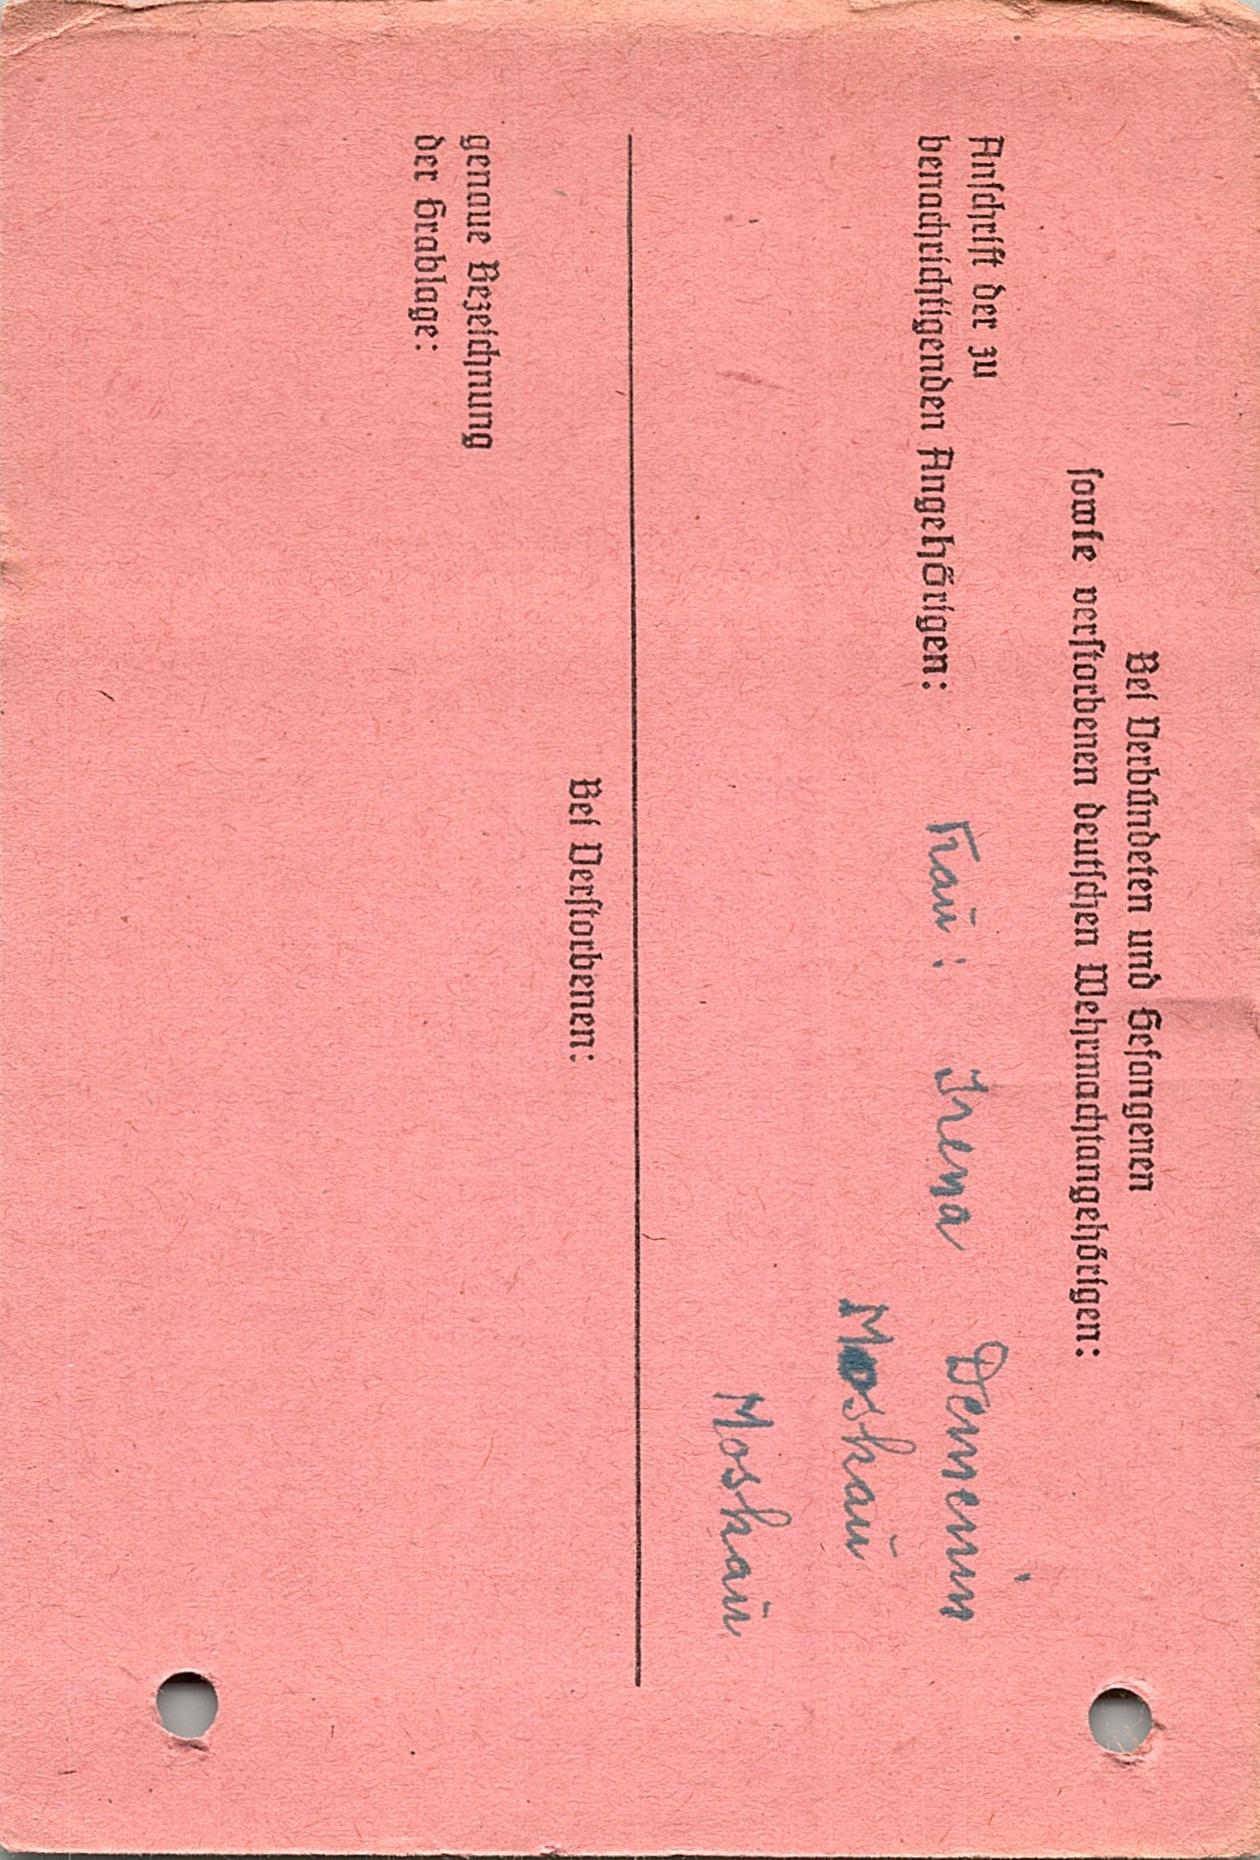 Bei Verbündeten und Gefangenen
sowie verstorbenen deutschen Wehrmachtangehörigen:
Anschrift der zu
benachrichtigenden Angehörigen: Frau: Irena Demenin
Moskau
Moskau
Bei Verstorbenen:
genaue Bezeichnung
der Grablage: